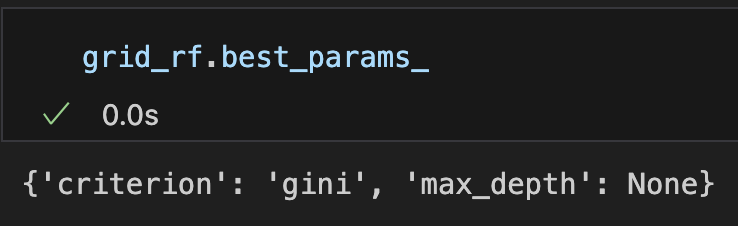 grid_rf.best_params_
0.0s
{'criterion': 'gini', 'max_depth': None}